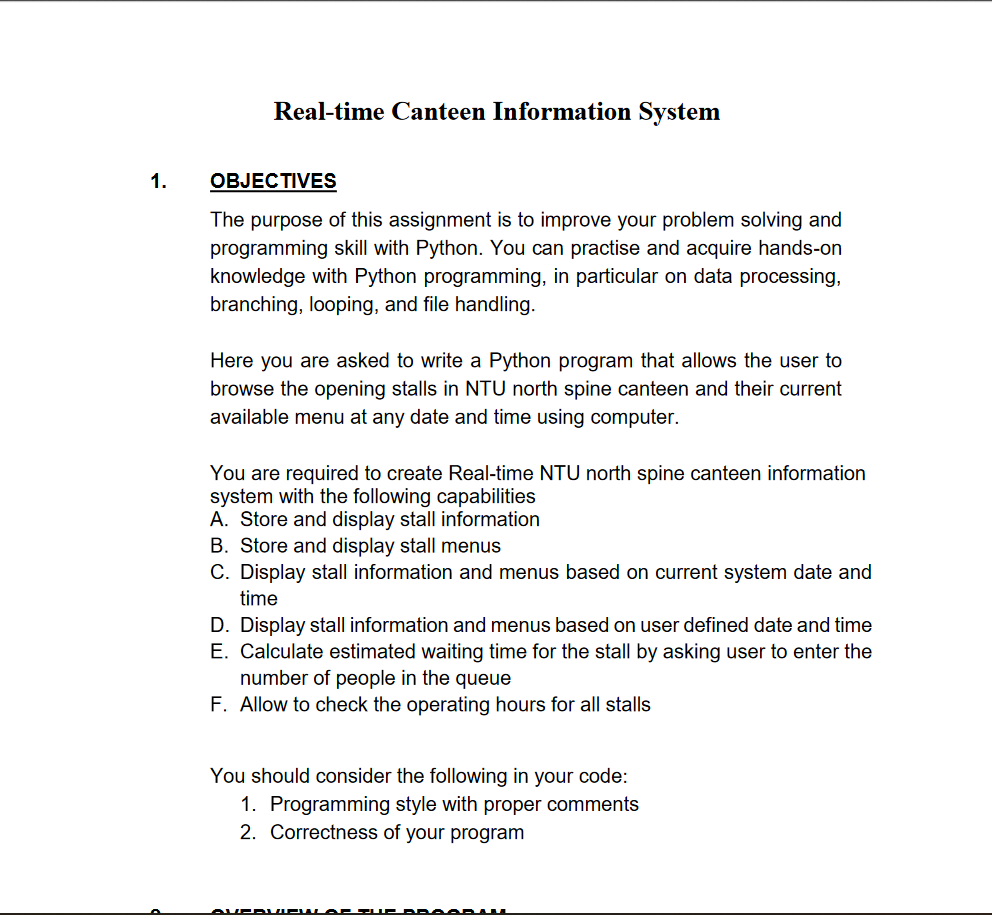 Real-time Canteen Information System
1. OBJECTIVES
The purpose of this assignment is to improve your problem solving and
programming skill with Python. You can practise and acquire hands-on
knowledge with Python programming, in particular on data processing,
branching, looping, and file handling.
Here you are asked to write a Python program that allows the user to
browse the opening stalls in NTU north spine canteen and their current
available menu at any date and time using computer.
You are required to create Real-time NTU north spine canteen information
system with the following capabilities
A. Store and display stall information
B. Store and display stall menus
C. Display stall information and menus based on current system date and
time
D. Display stall information and menus based on user defined date and time
E. Calculate estimated waiting time for the stall by asking user to enter the
number of people in the queue
F. Allow to check the operating hours for all stalls
You should consider the following in your code:
1. Programming style with proper comments
2. Correctness of your program
2. OVERVIEW OF THE PROGRAM